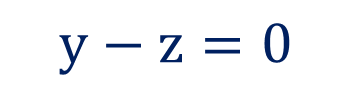 y − z = 0